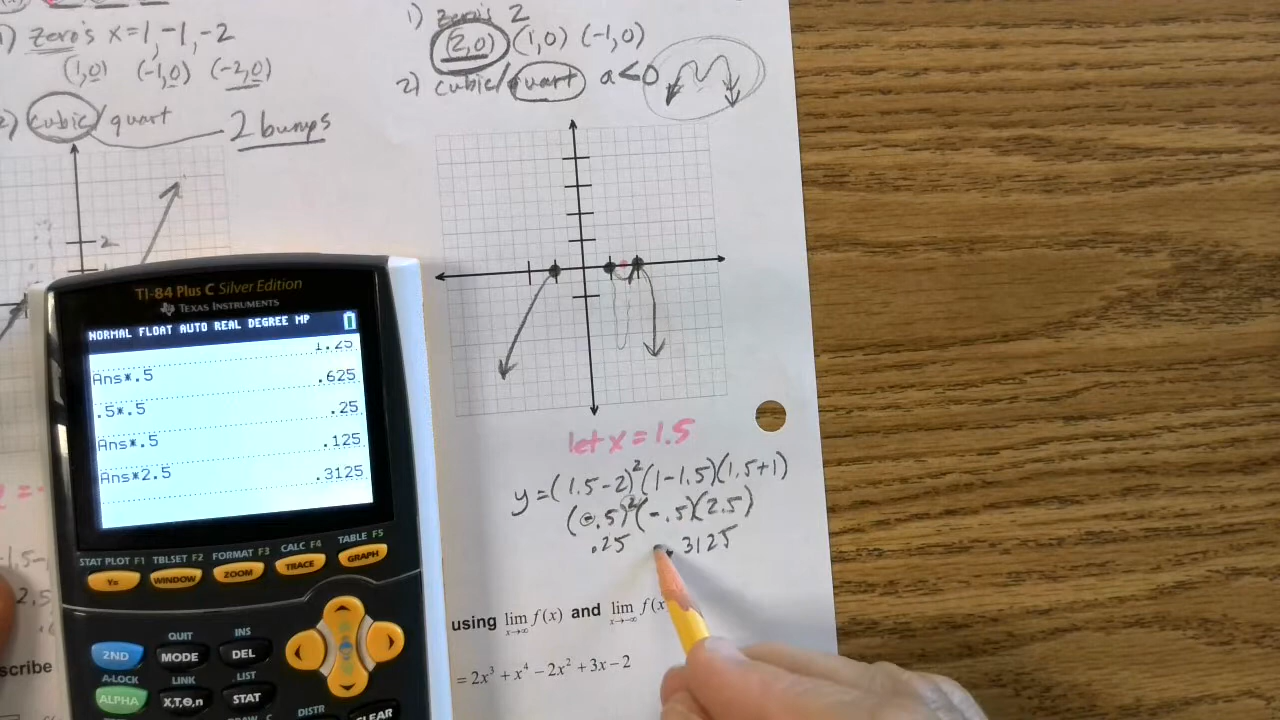 1) zero's x=1, -1, -2
(1,0) (-1,0) (-2,0)
2) cubic/quart
2 bumps
2
1) zero's 2
(2,0) (1,0) (-1,0)
2) cubic/quart a<0
let x=1.5
y=(1.5-2)²(1-1.5)(1.5+1)
(-.5)²(-.5)(2.5)
.25 -.3125
using lim f(x) and lim f(x
x→∞ x→-∞
= 2x³ + x⁴ − 2x² + 3x − 2
scribe
TI-84 Plus C Silver Edition
TEXAS INSTRUMENTS
NORMAL FLOAT AUTO REAL DEGREE MP
1.25
Ans*.5 .625
.5*.5 .25
Ans*.5 .125
Ans*2.5 .3125
STAT PLOT F1 TBLSET F2 FORMAT F3 CALC F4 TABLE F5
Y= WINDOW ZOOM TRACE GRAPH
QUIT INS
2ND MODE DEL
A-LOCK LINK LIST
ALPHA X,T,Θ,n STAT
DISTR
CLEAR